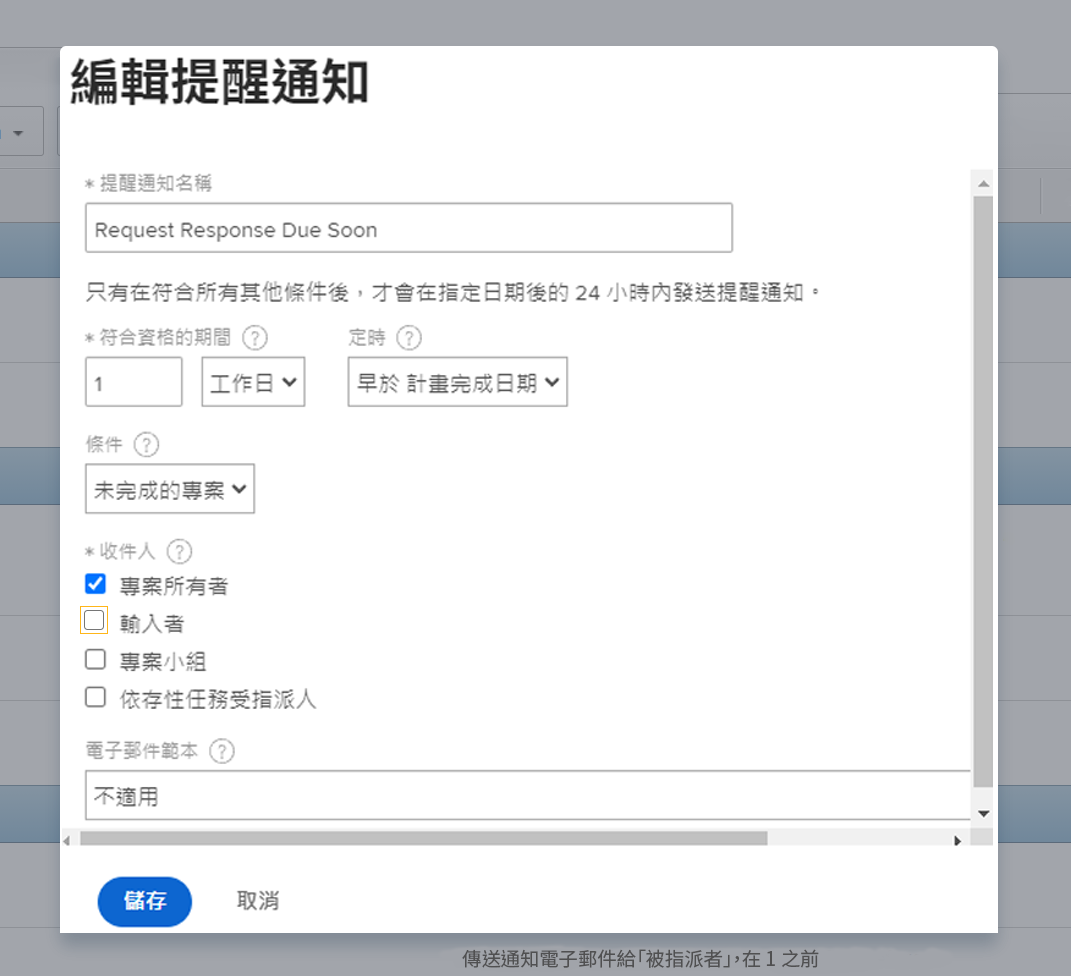 編輯提醒通知
* 提醒通知名稱
Request Response Due Soon
只有在符合所有其他條件後，才會在指定日期後的 24 小時內發送提醒通知。
* 符合資格的期間 ? 定時 ?
1 工作日 早於 計畫完成日期
條件 ?
未完成的專案
* 收件人 ?
專案所有者
輸入者
專案小組
依存性任務受指派人
電子郵件範本 ?
不適用
儲存 取消
傳送通知電子郵件給「被指派者」，在 1 之前